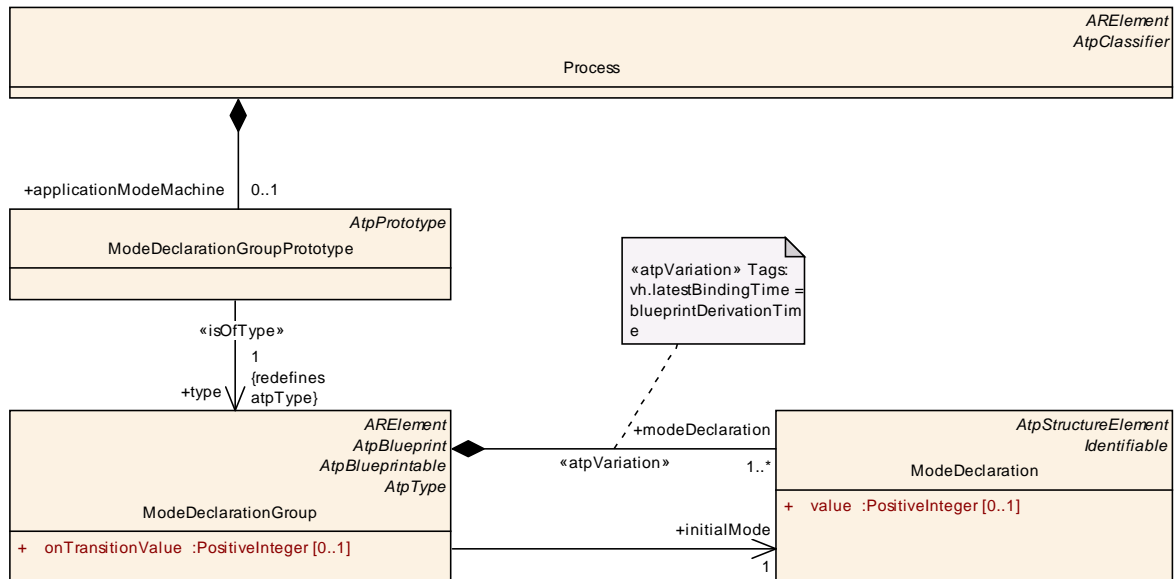 ARElement
AtpClassifier
Process
+applicationModeMachine 0..1
AtpPrototype
ModeDeclarationGroupPrototype
«atpVariation» Tags:
vh.latestBindingTime =
blueprintDerivationTim
e
«isOfType»
1
{redefines
+type atpType}
ARElement
AtpBlueprint
AtpBlueprintable
AtpType
ModeDeclarationGroup
+ onTransitionValue :PositiveInteger [0..1]
+modeDeclaration
«atpVariation» 1..*
+initialMode
1
AtpStructureElement
Identifiable
ModeDeclaration
+ value :PositiveInteger [0..1]